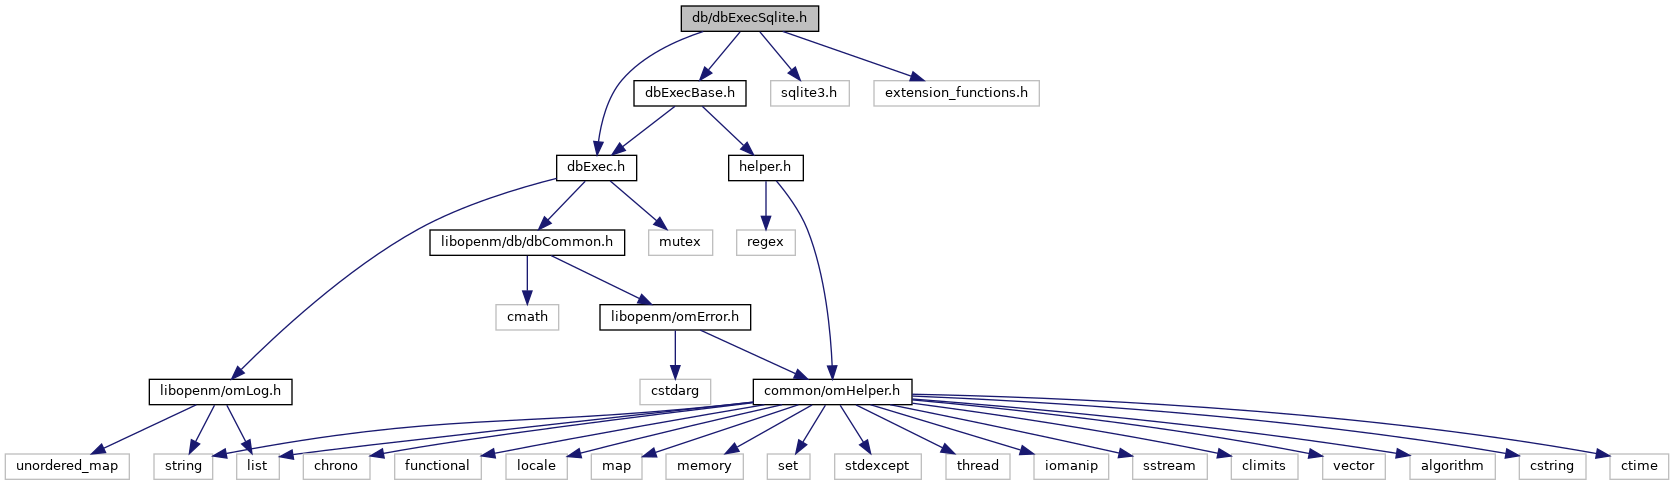 db/dbExecSqlite.h
dbExecBase.h
sqlite3.h
extension_functions.h
dbExec.h
helper.h
libopenm/db/dbCommon.h
mutex
regex
cmath
libopenm/omError.h
libopenm/omLog.h
cstdarg
common/omHelper.h
unordered_map
string
list
chrono
functional
locale
map
memory
set
stdexcept
thread
iomanip
sstream
climits
vector
algorithm
cstring
ctime